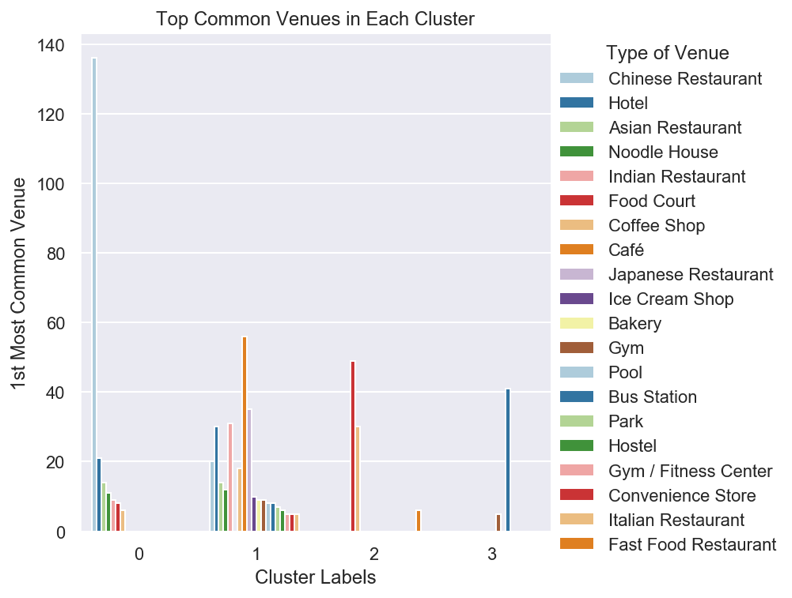 Top Common Venues in Each Cluster
140
120
100
80
60
40
20
0
1st Most Common Venue
0 1 2 3
Cluster Labels
Type of Venue
Chinese Restaurant
Hotel
Asian Restaurant
Noodle House
Indian Restaurant
Food Court
Coffee Shop
Café
Japanese Restaurant
Ice Cream Shop
Bakery
Gym
Pool
Bus Station
Park
Hostel
Gym / Fitness Center
Convenience Store
Italian Restaurant
Fast Food Restaurant